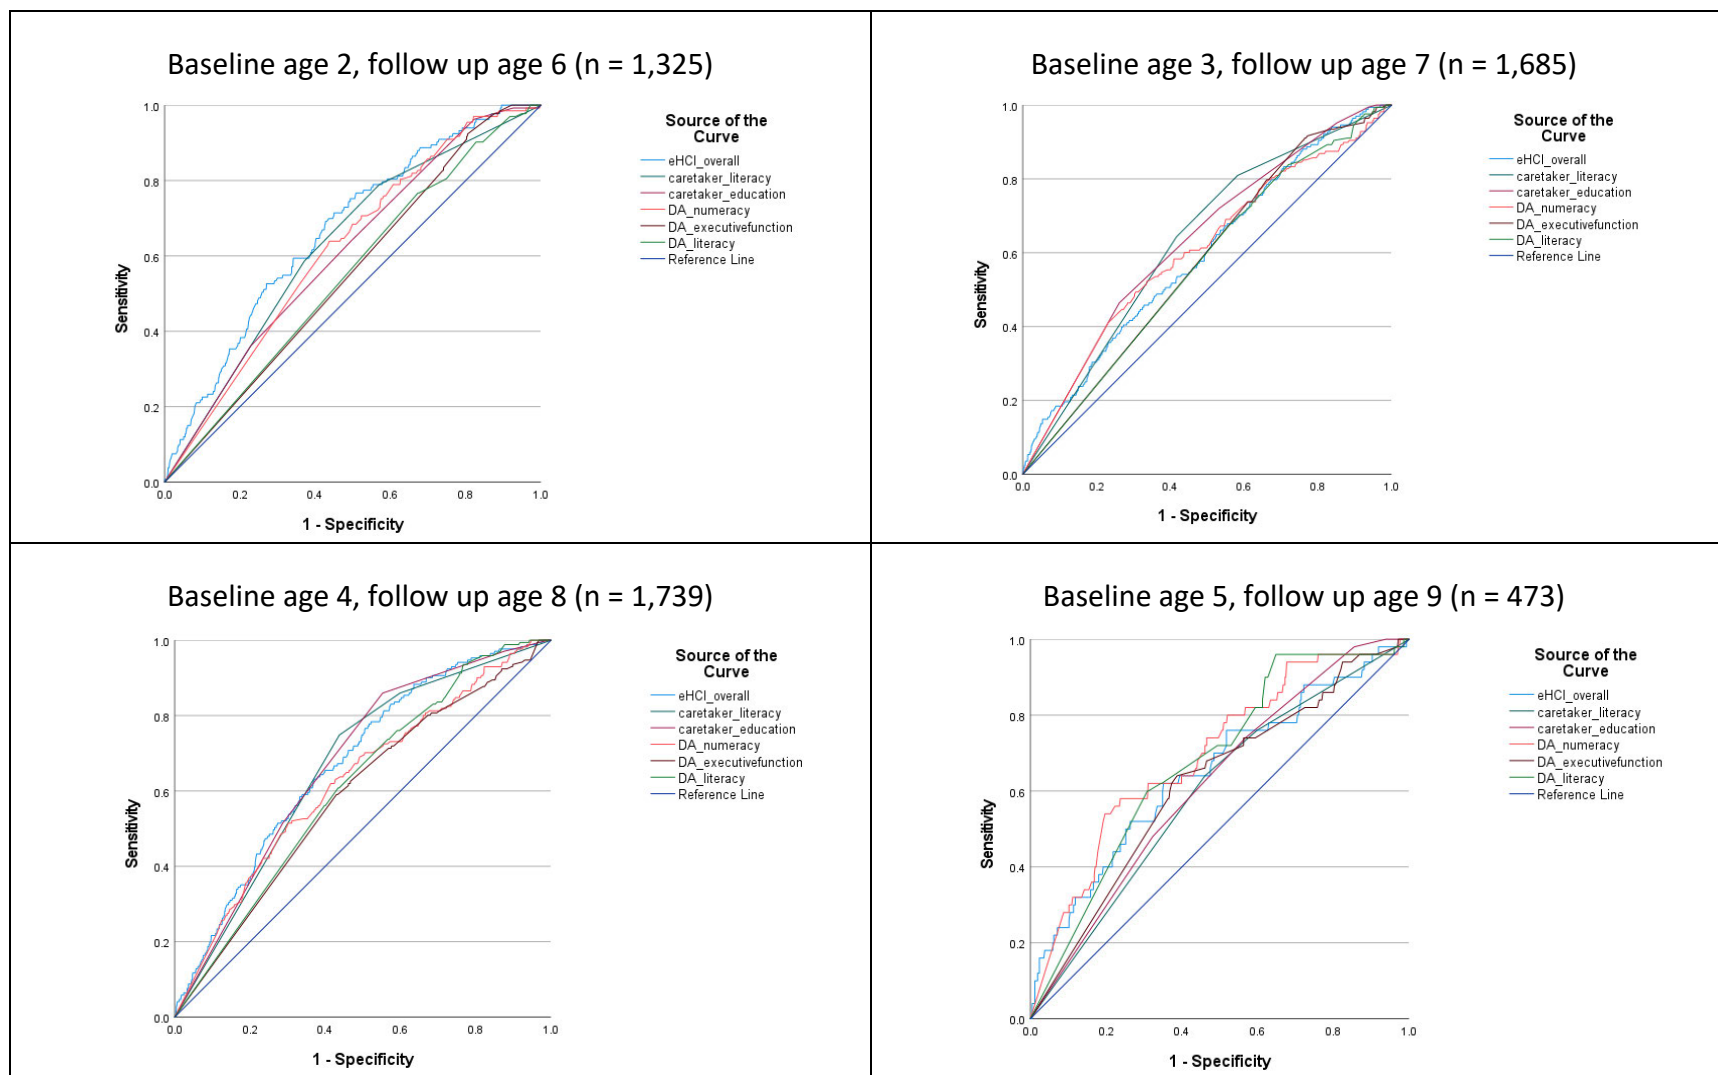 Baseline age 2, follow up age 6 (n = 1,325)
1.0
0.8
0.6
0.4
0.2
0.0
Sensitivity
0.0 0.2 0.4 0.6 0.8 1.0
1 - Specificity
Source of the
Curve
eHCI_overall
caretaker_literacy
caretaker_education
DA_numeracy
DA_executivefunction
DA_literacy
Reference Line
Baseline age 3, follow up age 7 (n = 1,685)
1.0
0.8
0.6
0.4
0.2
0.0
Sensitivity
0.0 0.2 0.4 0.6 0.8 1.0
1 - Specificity
Source of the
Curve
eHCI_overall
caretaker_literacy
caretaker_education
DA_numeracy
DA_executivefunction
DA_literacy
Reference Line
Baseline age 4, follow up age 8 (n = 1,739)
1.0
0.8
0.6
0.4
0.2
0.0
Sensitivity
0.0 0.2 0.4 0.6 0.8 1.0
1 - Specificity
Source of the
Curve
eHCI_overall
caretaker_literacy
caretaker_education
DA_numeracy
DA_executivefunction
DA_literacy
Reference Line
Baseline age 5, follow up age 9 (n = 473)
1.0
0.8
0.6
0.4
0.2
0.0
Sensitivity
0.0 0.2 0.4 0.6 0.8 1.0
1 - Specificity
Source of the
Curve
eHCI_overall
caretaker_literacy
caretaker_education
DA_numeracy
DA_executivefunction
DA_literacy
Reference Line